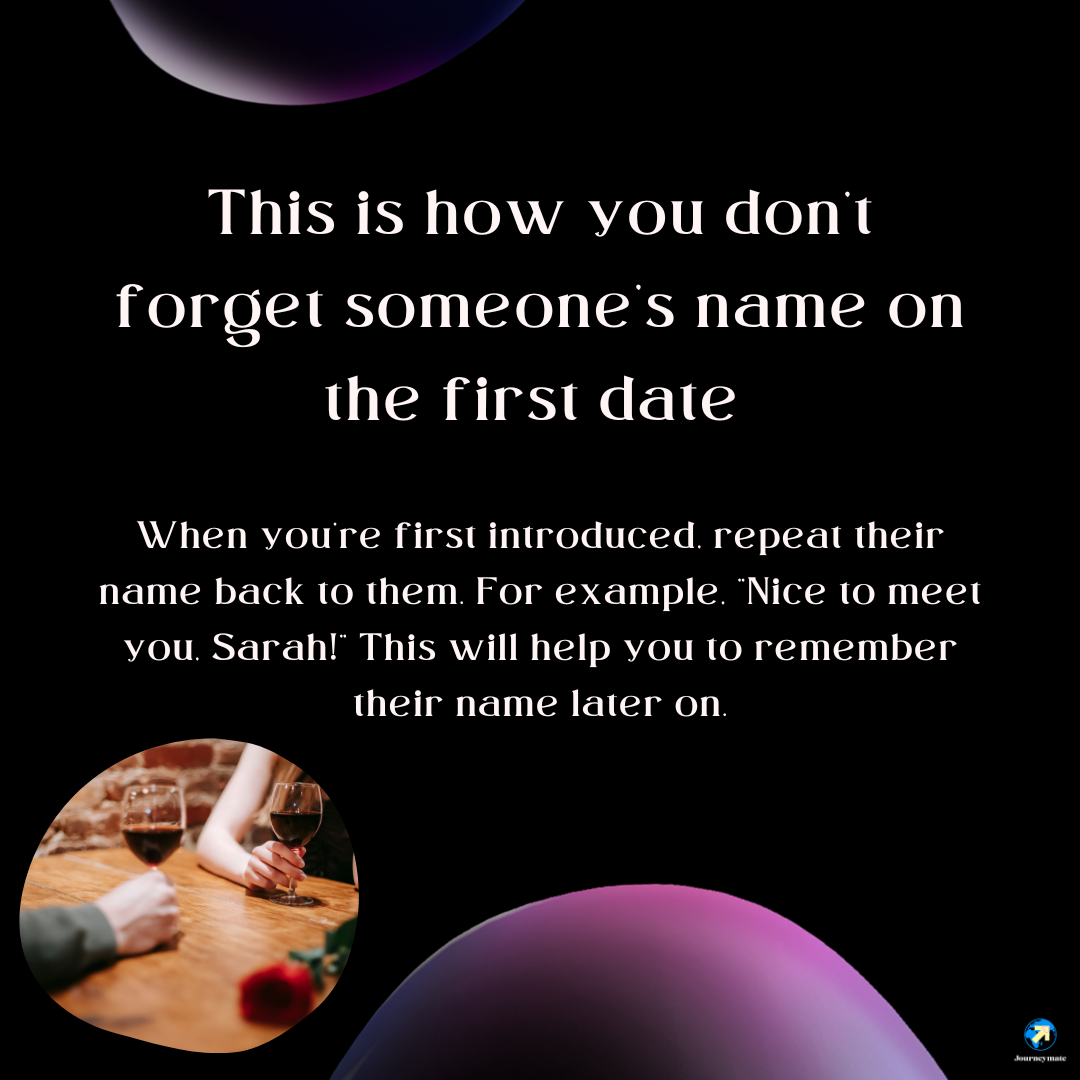 This is how you don't
forget someone's name on
the first date
When you're first introduced, repeat their
name back to them. For example, "Nice to meet
you, Sarah!" This will help you to remember
their name later on.
Journeymate